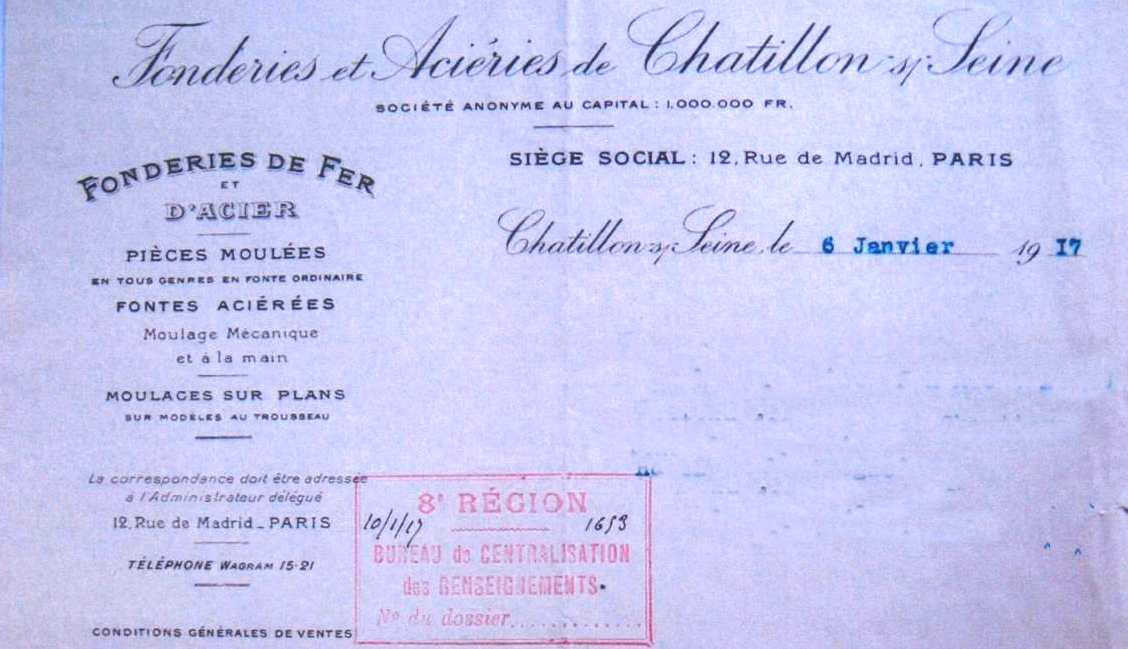 Fonderies et Aciéries de Chatillon s/ Seine
SOCIÉTÉ ANONYME AU CAPITAL : 1.000.000 FR.
SIÈGE SOCIAL : 12, Rue de Madrid, PARIS
Chatillon s/ Seine, le 6 Janvier 1917
FONDERIES DE FER
ET
D'ACIER
PIÈCES MOULÉES
EN TOUS GENRES EN FONTE ORDINAIRE
FONTES ACIÉRÉES
Moulage Mécanique
et à la main
MOULAGES SUR PLANS
SUR MODÈLES AU TROUSSEAU
La correspondance doit être adressée
à l'Administrateur délégué
12, Rue de Madrid - PARIS
TÉLÉPHONE WAGRAM 15-21
CONDITIONS GÉNÉRALES DE VENTES
8e RÉGION
10/1/17 1653
BUREAU de CENTRALISATION
des RENSEIGNEMENTS
No du dossier..............